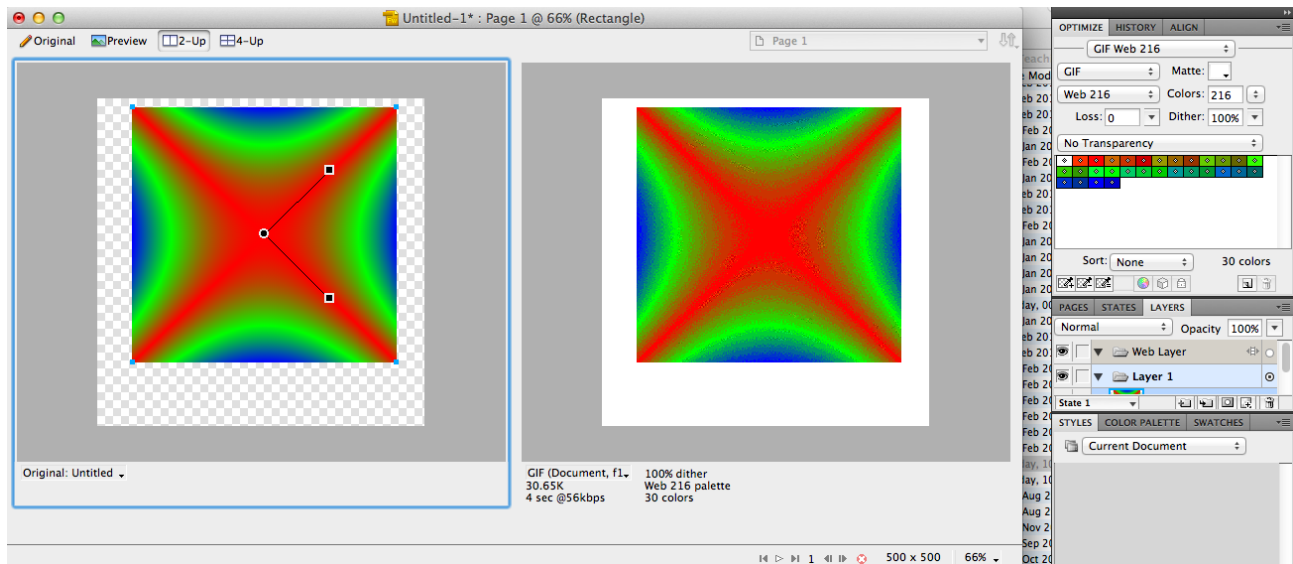 Untitled-1* : Page 1 @ 66% (Rectangle)
Original Preview 2-Up 4-Up
Page 1
Original: Untitled
GIF (Document, f1
30.65K
4 sec @56kbps
100% dither
Web 216 palette
30 colors
1 500 x 500 66%
OPTIMIZE HISTORY ALIGN
GIF Web 216
GIF Matte:
Web 216 Colors: 216
Loss: 0 Dither: 100%
No Transparency
Sort: None 30 colors
PAGES STATES LAYERS
Normal Opacity 100%
Web Layer
Layer 1
State 1
STYLES COLOR PALETTE SWATCHES
Current Document